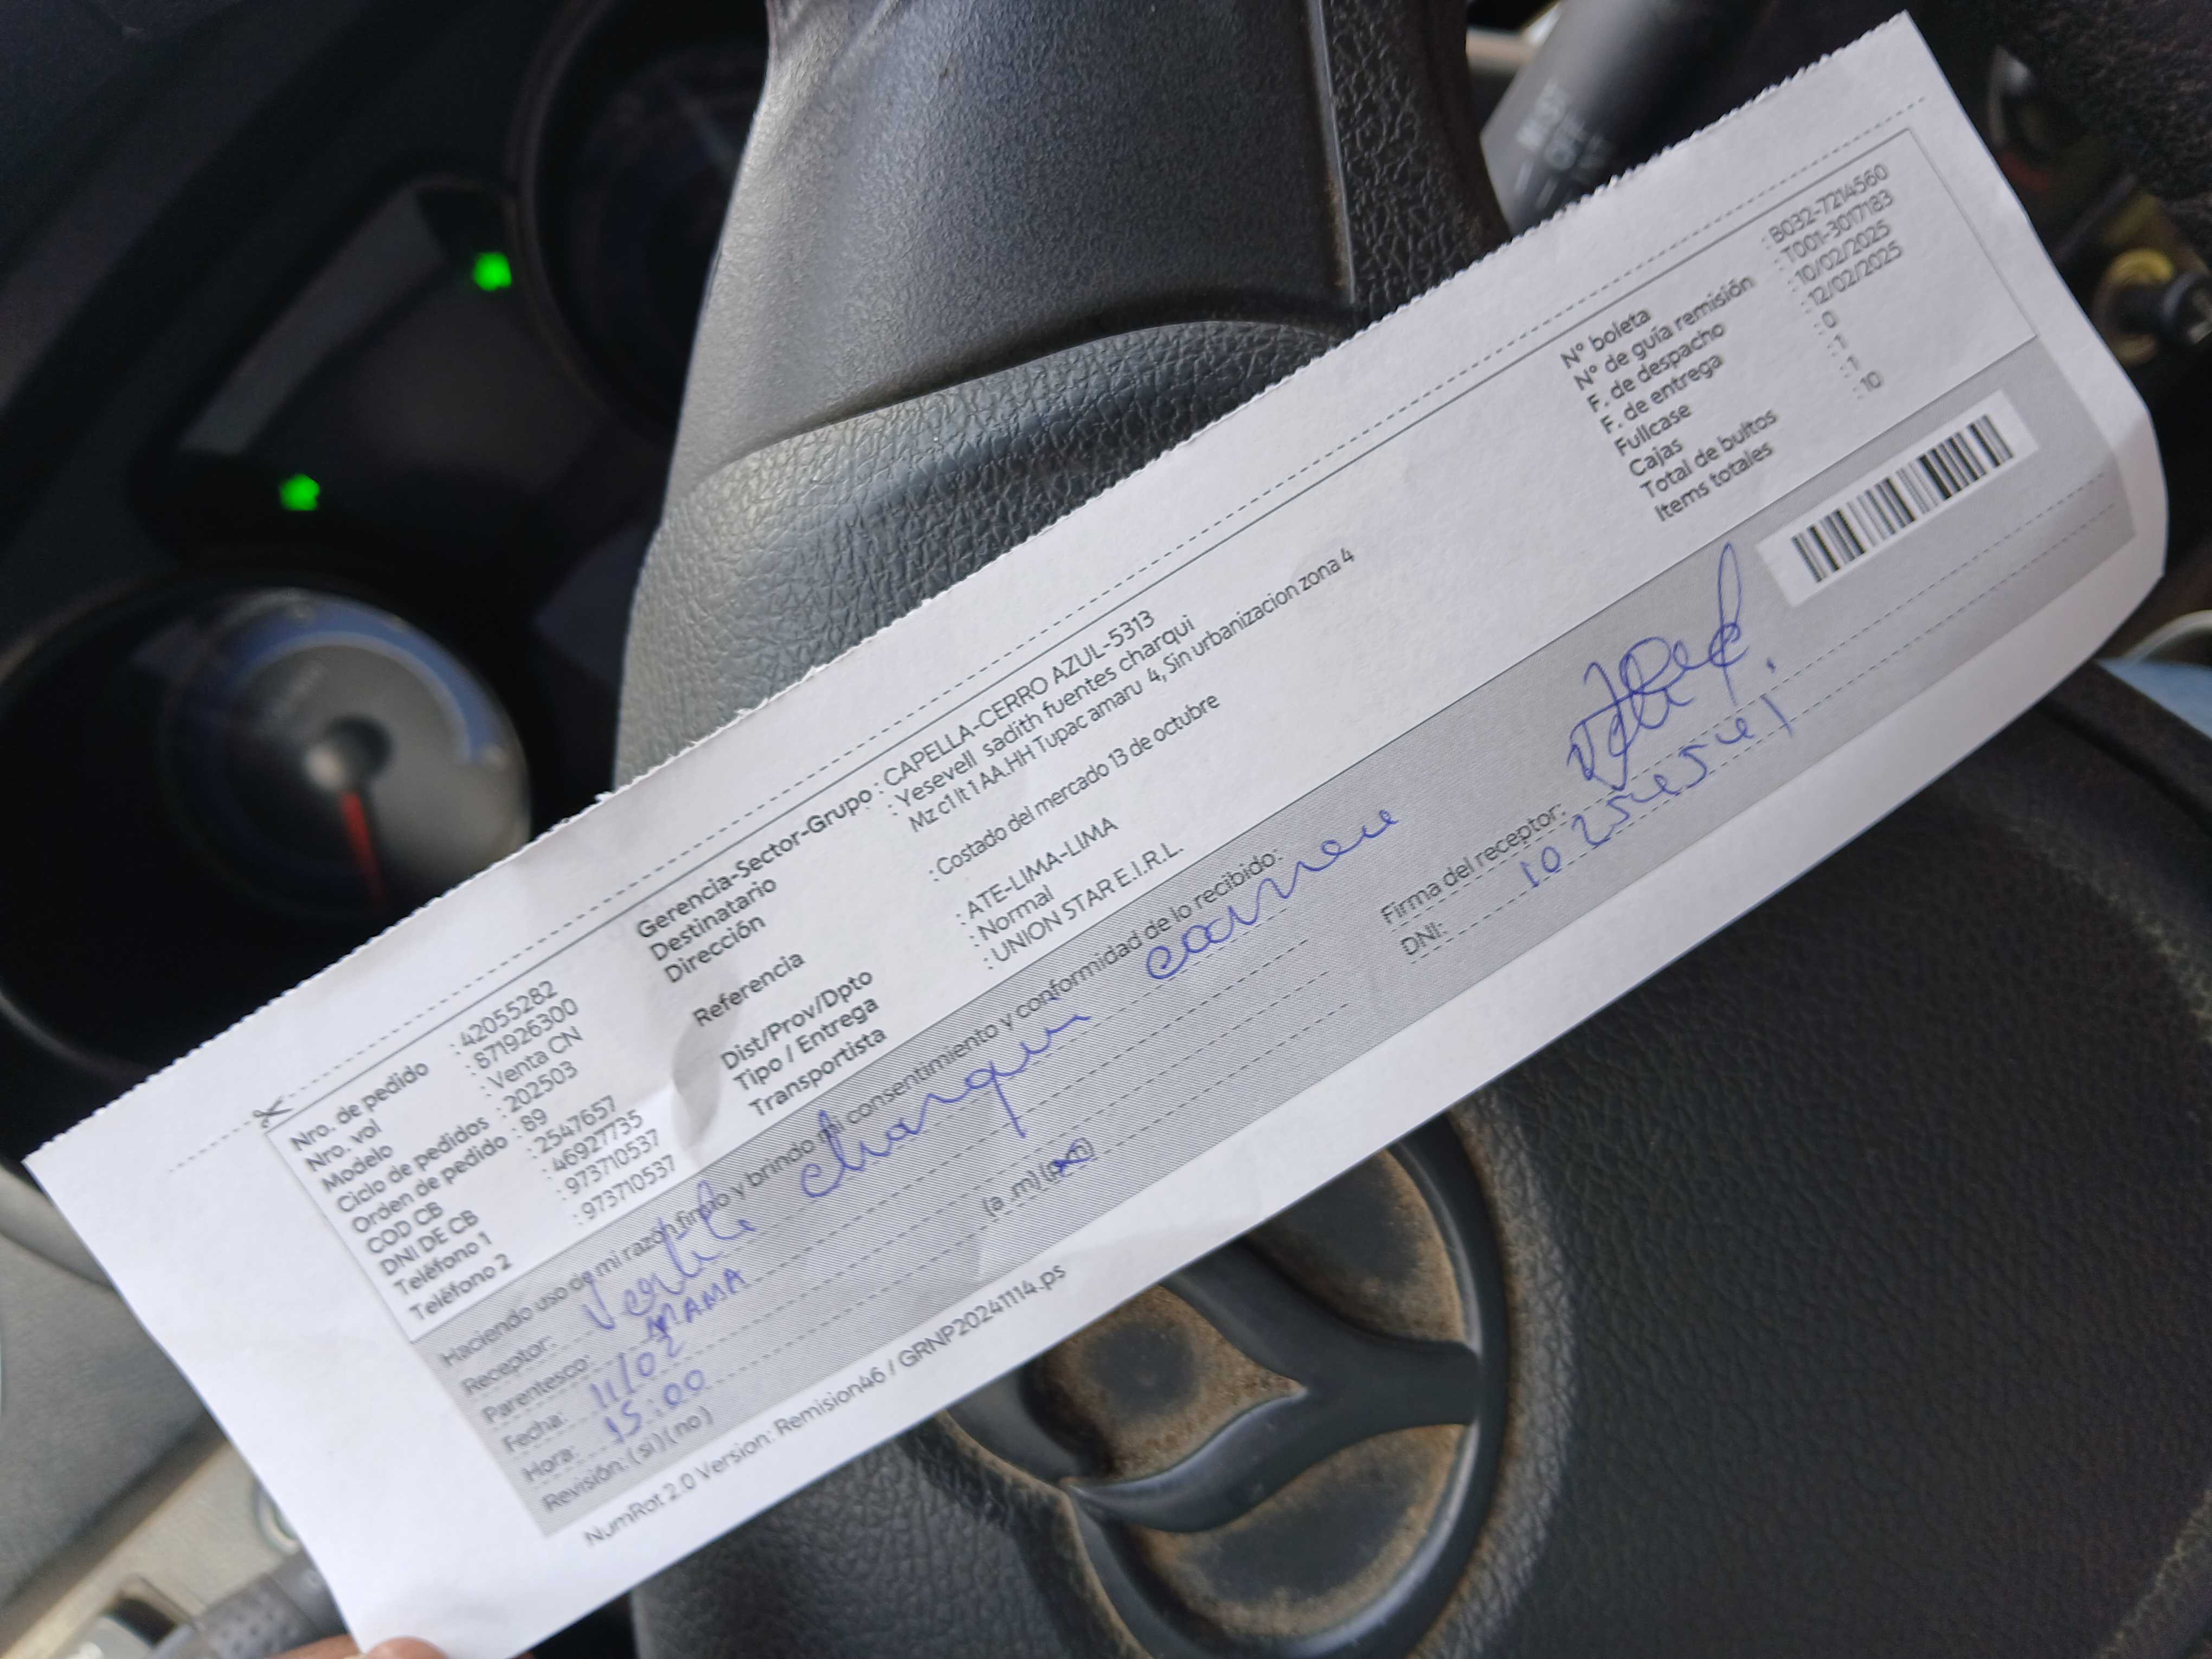 Nro. de pedido : 42055282
Nro. vol : 871926300
Modelo : Venta CN
Ciclo de pedidos : 202503
Orden de pedido : 89
COD CB : 2547657
DNI DE CB : 46927735
Teléfono 1 : 973710537
Teléfono 2 : 973710537
Gerencia-Sector-Grupo : CAPELLA-CERRO AZUL-5313
Destinatario : Yesevell sadith fuentes charqui
Dirección Mz c1 lt 1 AA.HH Tupac amaru 4, Sin urbanizacion zona 4
Referencia : Costado del mercado 13 de octubre
Dist/Prov/Dpto : ATE-LIMA-LIMA
Tipo / Entrega : Normal
Transportista : UNION STAR E.I.R.L.
N° boleta : B032-7214560
N° de guía remisión : T001-3017183
F. de despacho : 10/02/2025
F. de entrega : 12/02/2025
Fullcase : 0
Cajas : 1
Total de bultos : 1
Items totales : 10
Haciendo uso de mi razón firmo y brindo mi consentimiento y conformidad de lo recibido:
Receptor: charqui
Parentesco: MAMA
Fecha: 11/02
Hora: 15:00 (a .m) (p.m)
Revisión: (si) (no)
Firma del receptor:
DNI:
NumRot 2.0 Version: Remision46 / GRNP20241114.ps